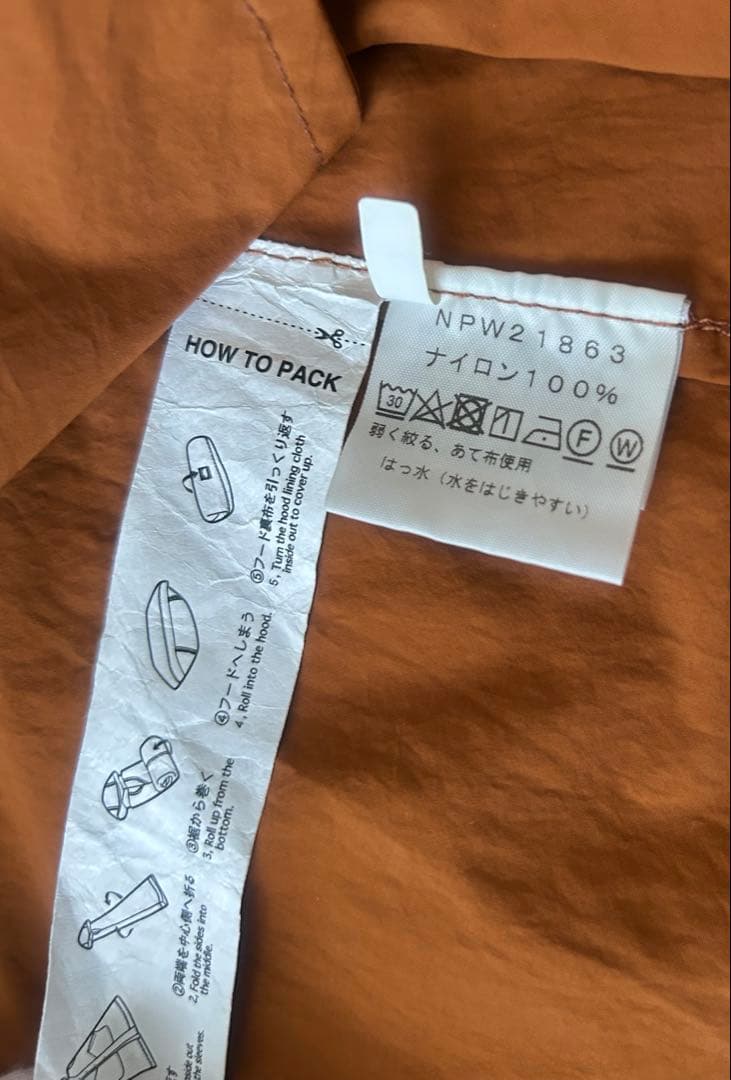 NPW21863
ナイロン100%
30
F W
弱く絞る、あて布使用
はっ水（水をはじきやすい）
HOW TO PACK
⑤フード裏布を引っくり返す
5, Turn the hood lining cloth
inside out to cover up.
④フードへしまう
4, Roll into the hood.
③裾から巻く
3, Roll up from the
bottom.
②両端を中心側へ折る
2, Fold the sides into
the middle.
side out
the sleeves.